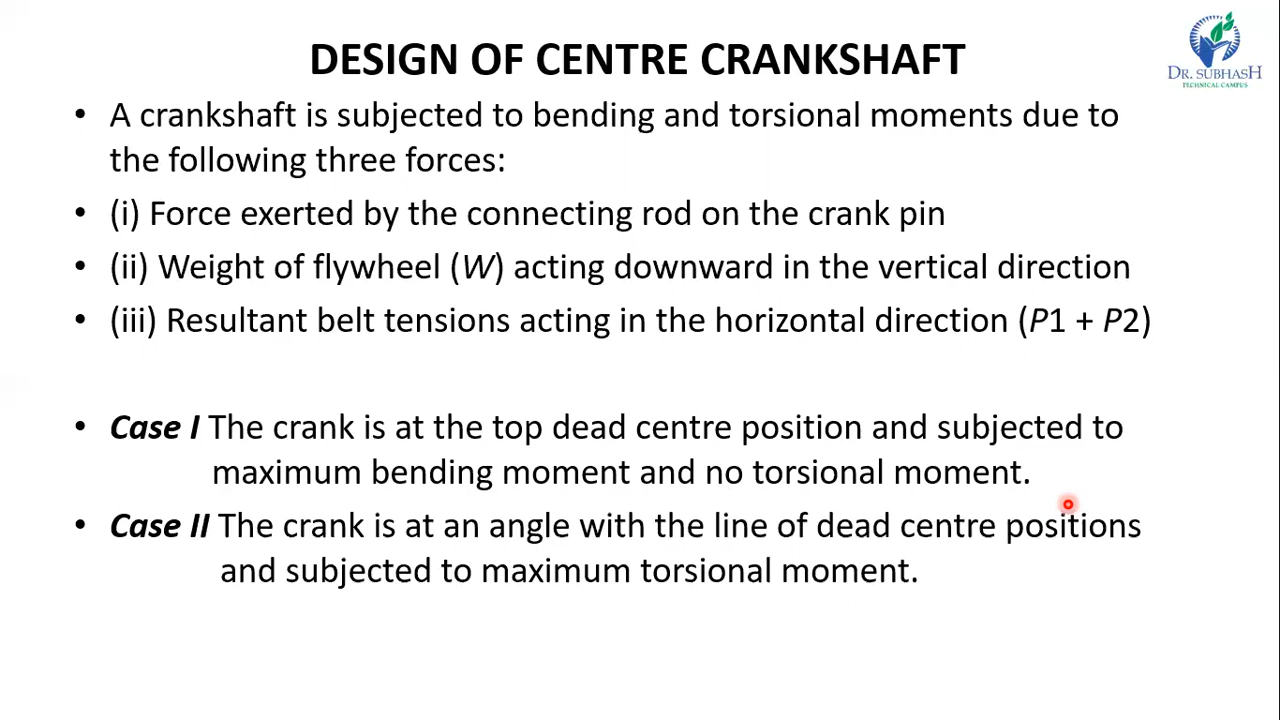 DESIGN OF CENTRE CRANKSHAFT
DR. SUBHASH
TECHNICAL CAMPUS
• A crankshaft is subjected to bending and torsional moments due to
the following three forces:
• (i) Force exerted by the connecting rod on the crank pin
• (ii) Weight of flywheel (W) acting downward in the vertical direction
• (iii) Resultant belt tensions acting in the horizontal direction (P1 + P2)
• Case I The crank is at the top dead centre position and subjected to
maximum bending moment and no torsional moment.
• Case II The crank is at an angle with the line of dead centre positions
and subjected to maximum torsional moment.